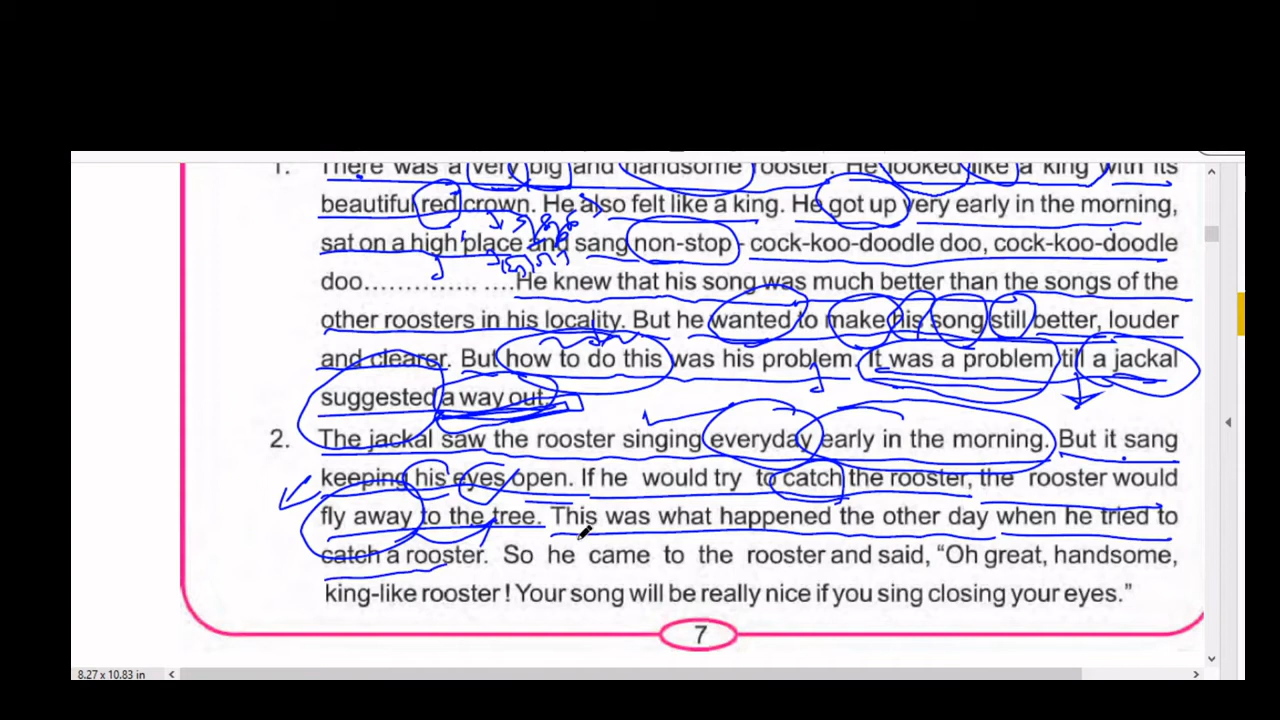 1. There was a very big and handsome rooster. He looked like a king with its
beautiful red crown. He also felt like a king. He got up very early in the morning,
sat on a high place and sang non-stop - cock-koo-doodle doo, cock-koo-doodle
doo................ ....He knew that his song was much better than the songs of the
other roosters in his locality. But he wanted to make his song still better, louder
and clearer. But how to do this was his problem. It was a problem till a jackal
suggested a way out.
2. The jackal saw the rooster singing everyday early in the morning. But it sang
keeping his eyes open. If he would try to catch the rooster, the rooster would
fly away to the tree. This was what happened the other day when he tried to
catch a rooster. So he came to the rooster and said, “Oh great, handsome,
king-like rooster ! Your song will be really nice if you sing closing your eyes.”
7
8.27 x 10.83 in